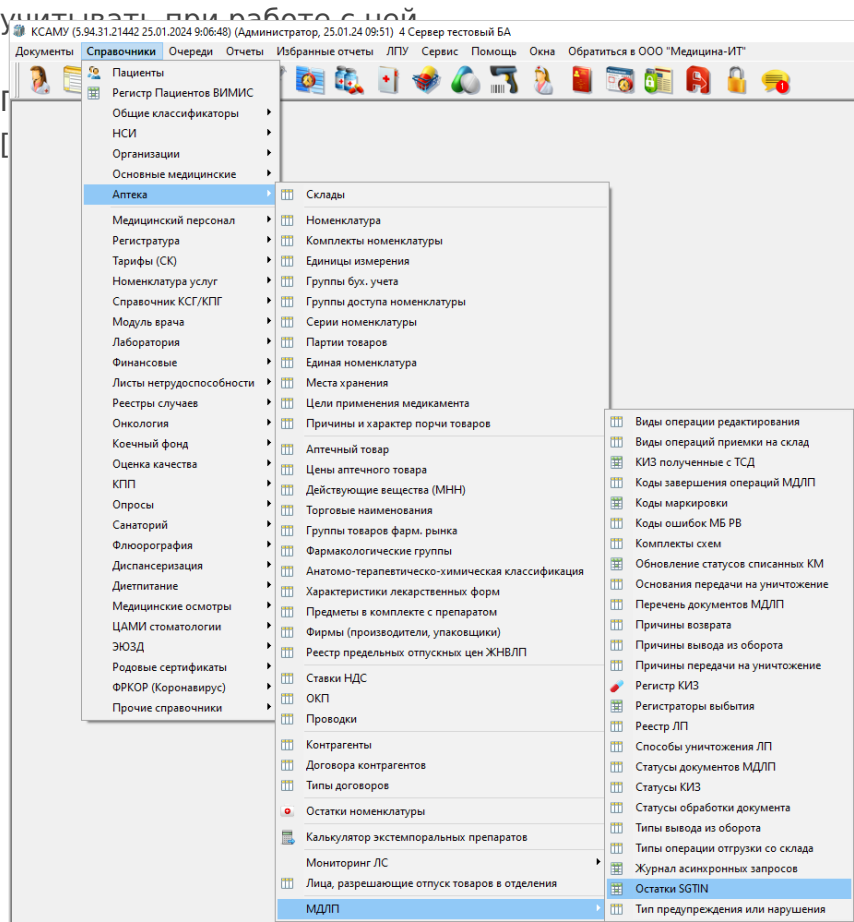 учитывать при работе с ней
КСАМУ (5.94.31.21442 25.01.2024 9:06:48) (Администратор, 25.01.24 09:51) 4 Сервер тестовый БА
Документы Справочники Очереди Отчеты Избранные отчеты ЛПУ Сервис Помощь Окна Обратиться в ООО "Медицина-ИТ"
1
Пациенты
Регистр Пациентов ВИМИС
Общие классификаторы
НСИ
Организации
Основные медицинские
Аптека
Медицинский персонал
Регистратура
Тарифы (СК)
Номенклатура услуг
Справочник КСГ/КПГ
Модуль врача
Лаборатория
Финансовые
Листы нетрудоспособности
Реестры случаев
Онкология
Коечный фонд
Оценка качества
КПП
Опросы
Санаторий
Флюорография
Диспансеризация
Диетпитание
Медицинские осмотры
ЦАМИ стоматологии
ЭЮЗД
Родовые сертификаты
ФРКОР (Коронавирус)
Прочие справочники
Склады
Номенклатура
Комплекты номенклатуры
Единицы измерения
Группы бух. учета
Группы доступа номенклатуры
Серии номенклатуры
Партии товаров
Единая номенклатура
Места хранения
Цели применения медикамента
Причины и характер порчи товаров
Аптечный товар
Цены аптечного товара
Действующие вещества (МНН)
Торговые наименования
Группы товаров фарм. рынка
Фармакологические группы
Анатомо-терапевтическо-химическая классификация
Характеристики лекарственных форм
Предметы в комплекте с препаратом
Фирмы (производители, упаковщики)
Реестр предельных отпускных цен ЖНВЛП
Ставки НДС
ОКП
Проводки
Контрагенты
Договора контрагентов
Типы договоров
Остатки номенклатуры
Калькулятор экстемпоральных препаратов
Мониторинг ЛС
Лица, разрешающие отпуск товаров в отделения
МДЛП
Виды операции редактирования
Виды операций приемки на склад
КИЗ полученные с ТСД
Коды завершения операций МДЛП
Коды маркировки
Коды ошибок МБ РВ
Комплекты схем
Обновление статусов списанных КМ
Основания передачи на уничтожение
Перечень документов МДЛП
Причины возврата
Причины вывода из оборота
Причины передачи на уничтожение
Регистр КИЗ
Регистраторы выбытия
Реестр ЛП
Способы уничтожения ЛП
Статусы документов МДЛП
Статусы КИЗ
Статусы обработки документа
Типы вывода из оборота
Типы операции отгрузки со склада
Журнал асинхронных запросов
Остатки SGTIN
Тип предупреждения или нарушения